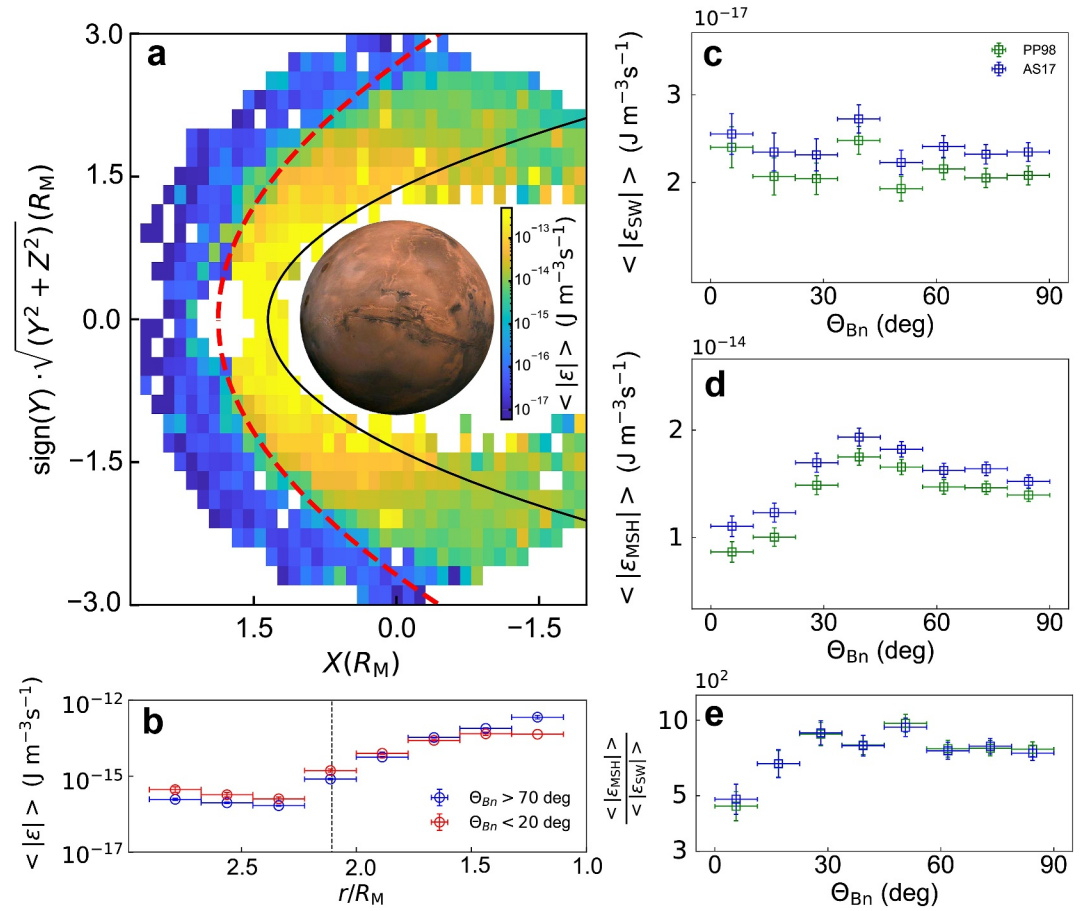 a
3.0
1.5
0.0
−1.5
−3.0
sign(Y) · √(Y² + Z²) (R_M)
1.5 0.0 −1.5
X(R_M)
10⁻¹³
10⁻¹⁴
10⁻¹⁵
10⁻¹⁶
10⁻¹⁷
< |ε| > (J m⁻³s⁻¹)
b
10⁻¹²
10⁻¹⁵
10⁻¹⁷
< |ε| > (J m⁻³s⁻¹)
Θ_Bn > 70 deg
Θ_Bn < 20 deg
2.5 2.0 1.5 1.0
r/R_M
10⁻¹⁷
c
PP98
AS17
3
2
< |ε_SW| > (J m⁻³s⁻¹)
0 30 60 90
Θ_Bn (deg)
10⁻¹⁴
d
2
1
< |ε_MSH| > (J m⁻³s⁻¹)
0 30 60 90
Θ_Bn (deg)
10²
e
10
5
3
< |ε_MSH| >
< |ε_SW| >
0 30 60 90
Θ_Bn (deg)